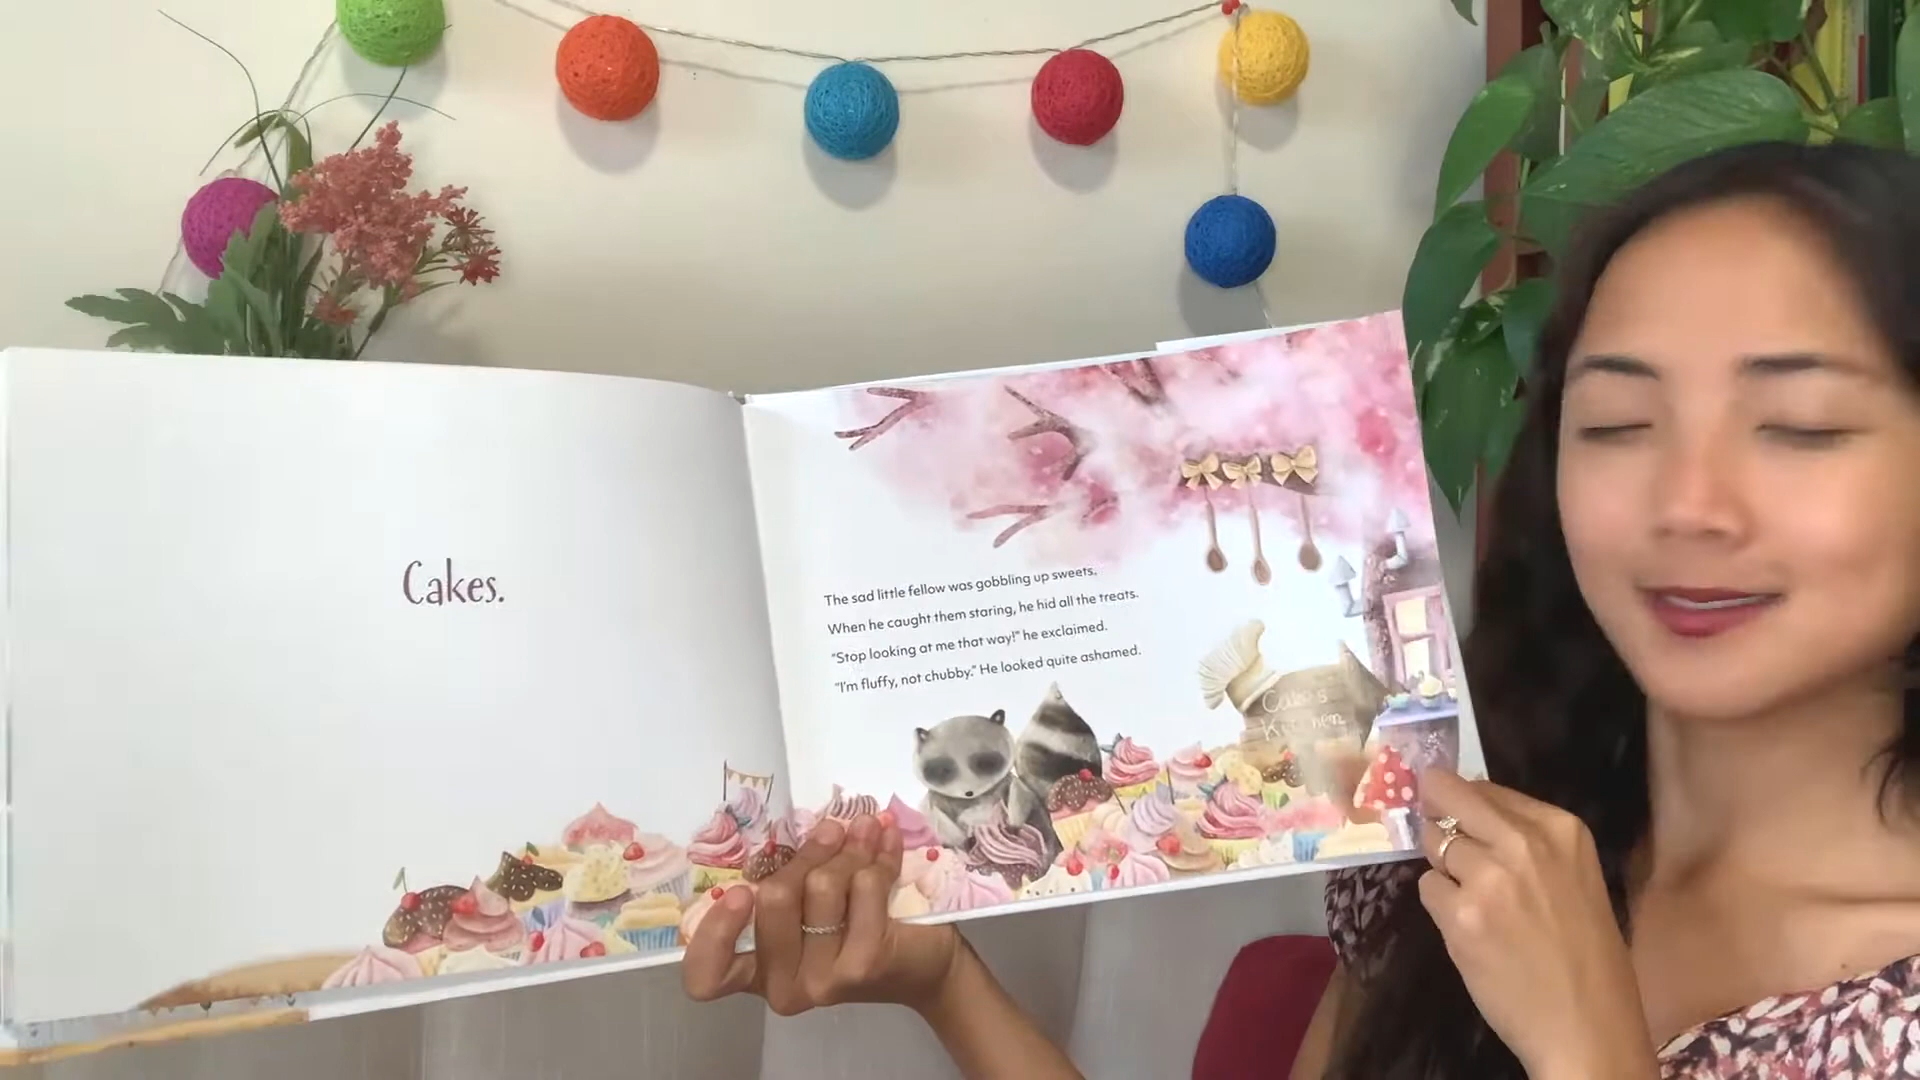 Cakes.
The sad little fellow was gobbling up sweets.
When he caught them staring, he hid all the treats.
"Stop looking at me that way!" he exclaimed.
"I'm fluffy, not chubby." He looked quite ashamed.